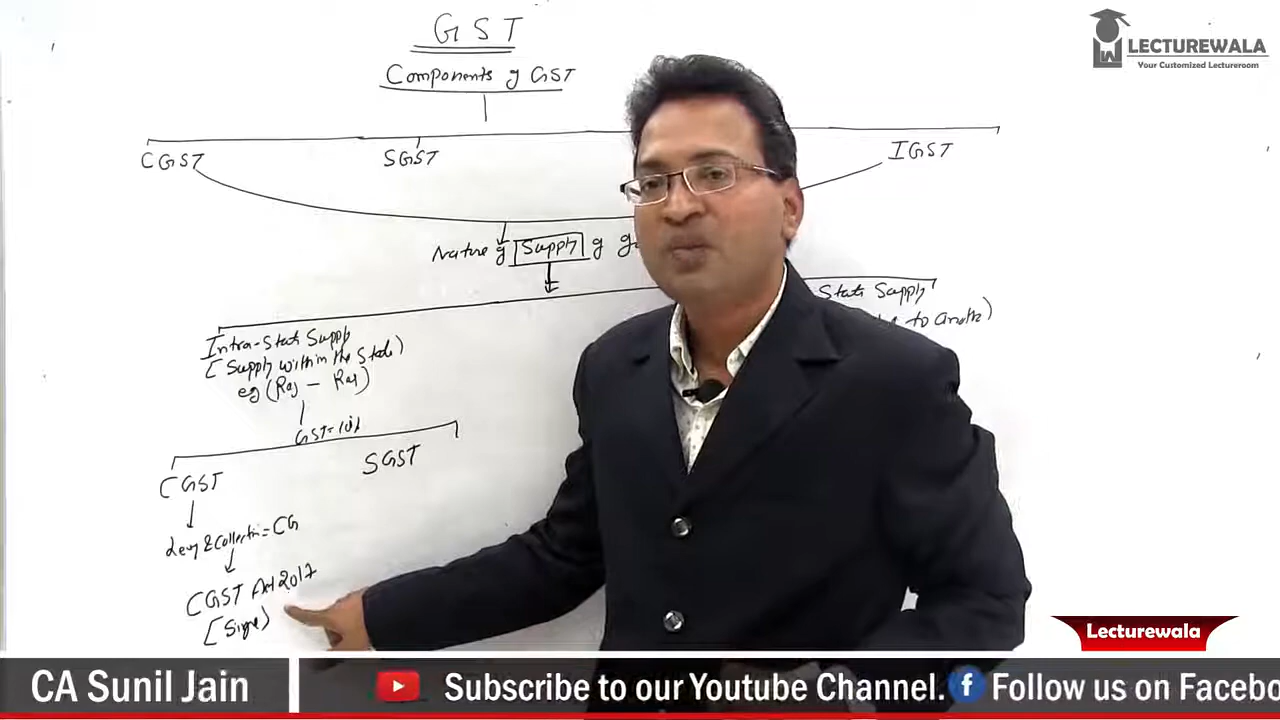 GST
LECTUREWALA
Your Customized Lectureroom
Components of GST
CGST SGST IGST
Nature of Supply of
Intra-State Supply
State Supply
[Supply within the State)
to another)
eg (Raj - Raj)
GST=
CGST SGST
Levy & Collection = CG
CGST Act 2017
Lecturewala
CA Sunil Jain
Subscribe to our Youtube Channel.
Follow us on Facebo